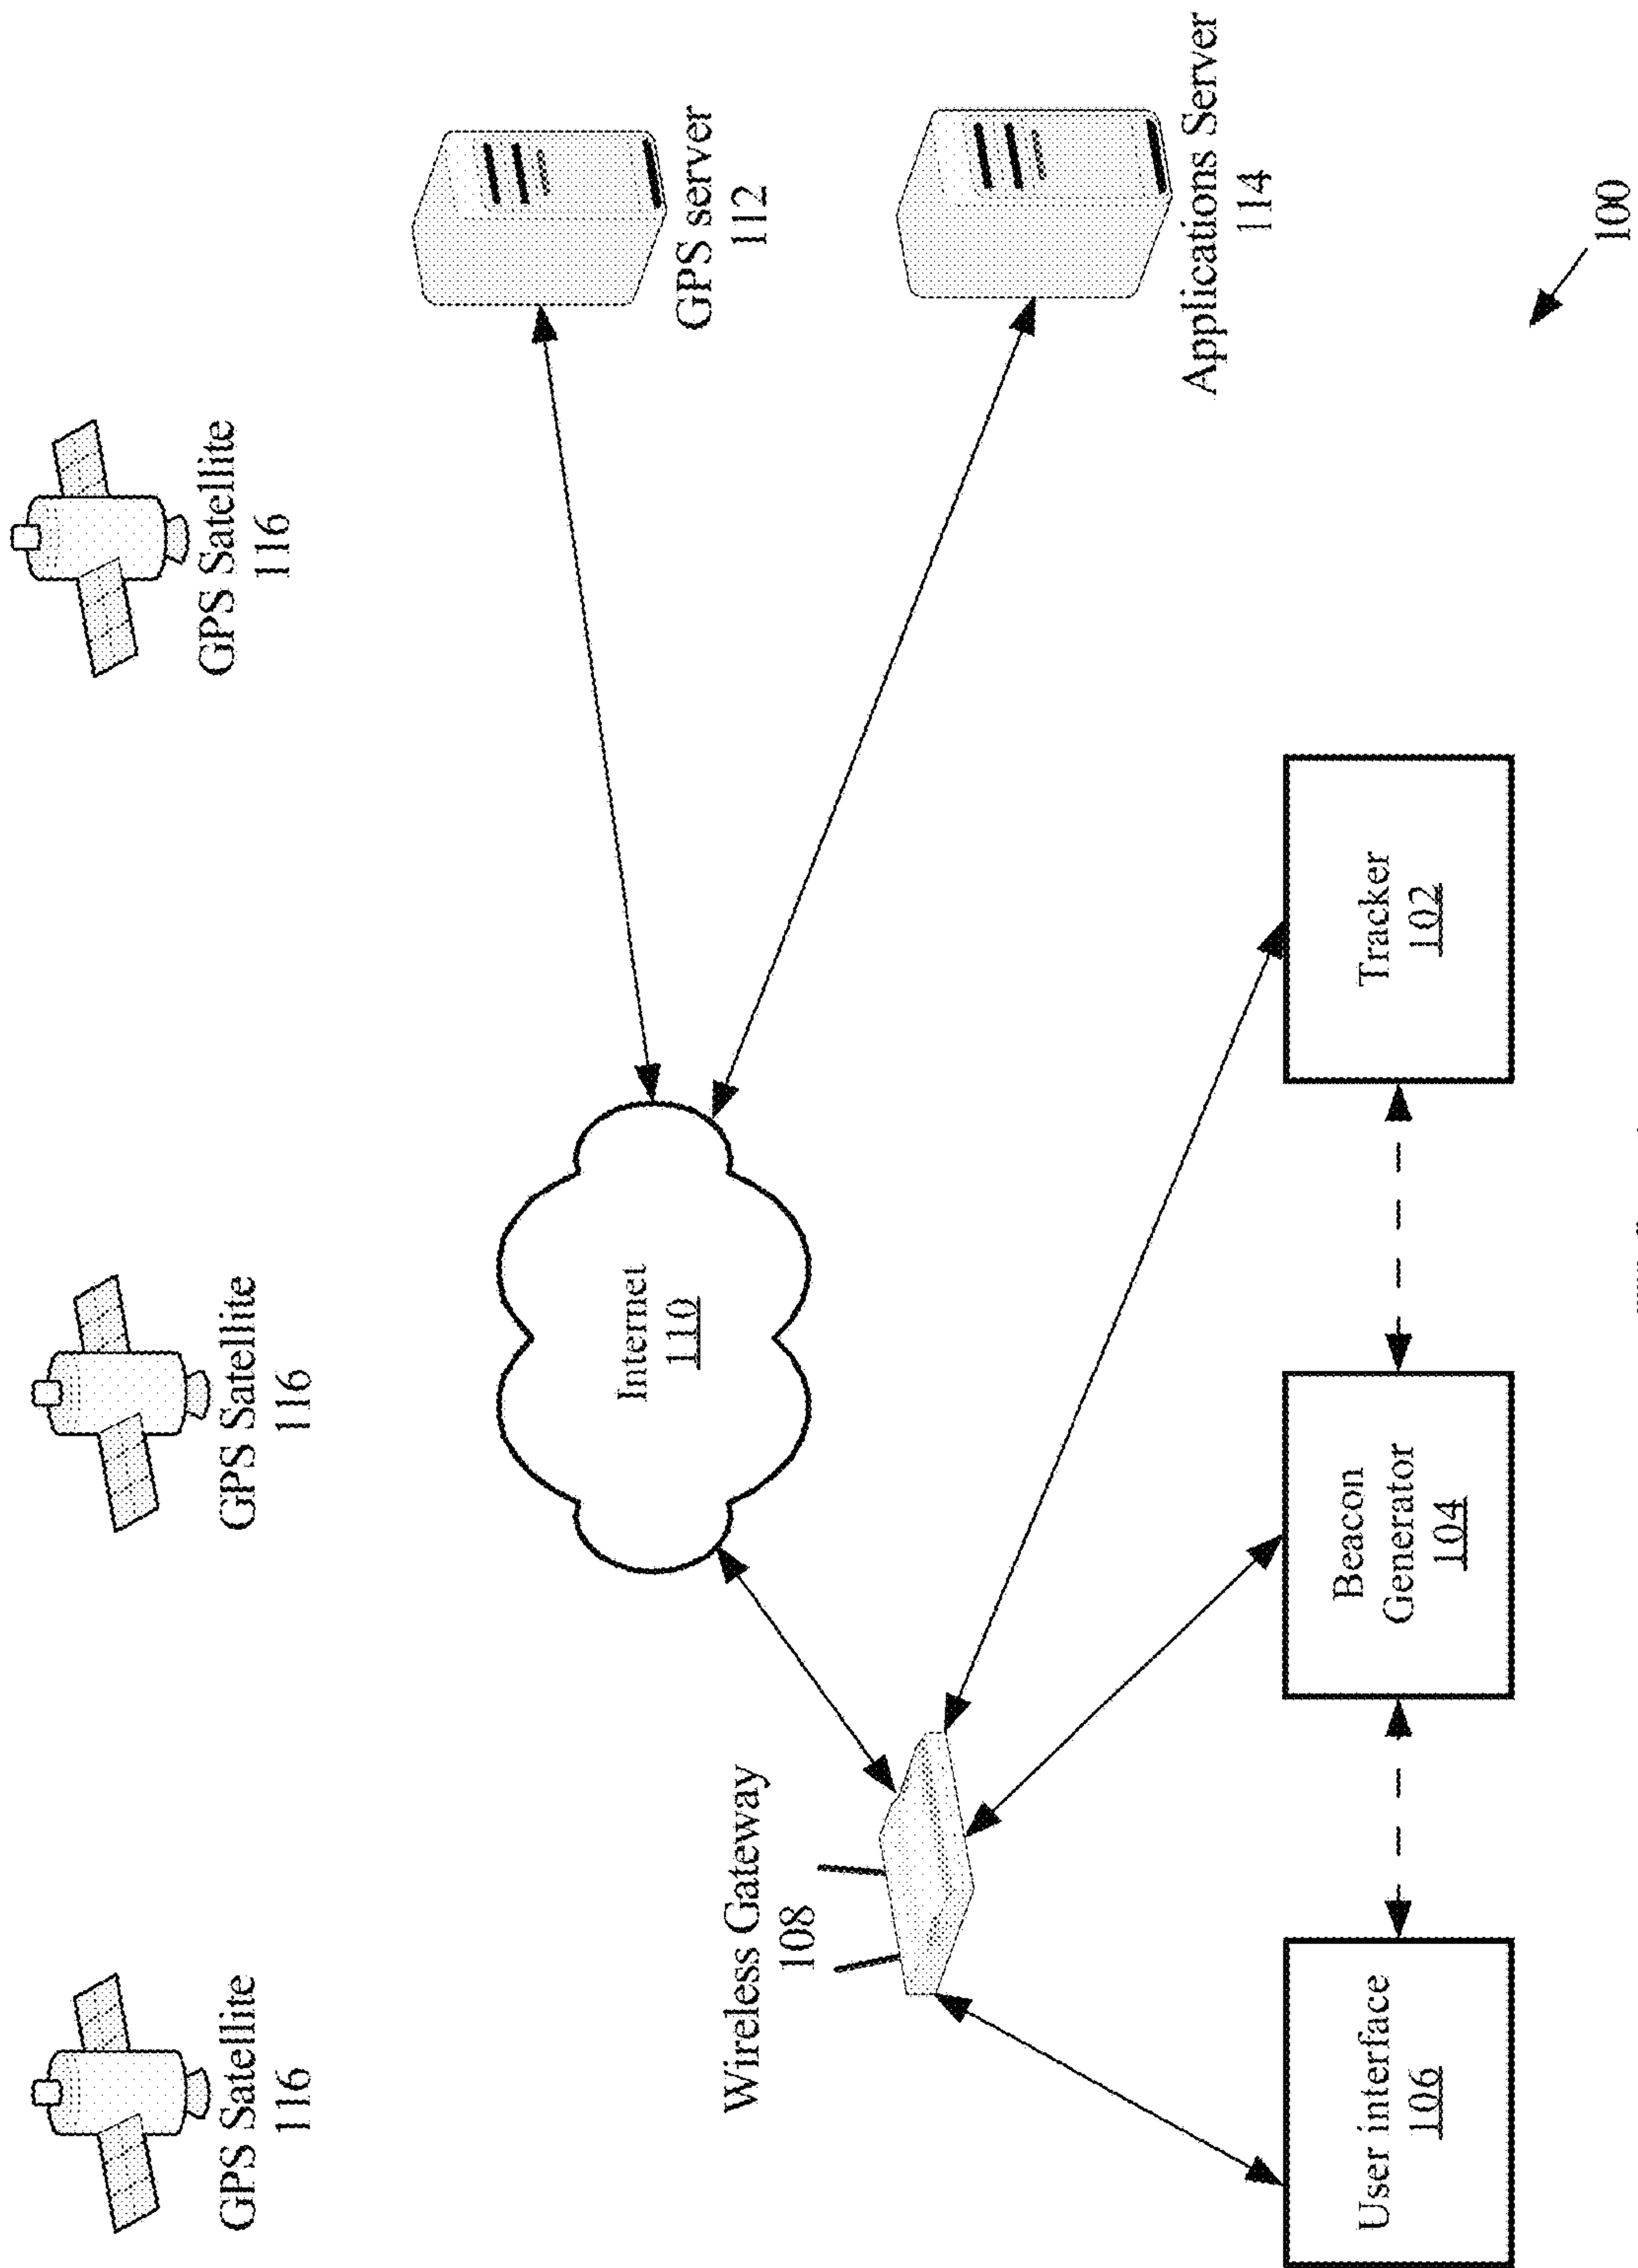 GPS Satellite
116
GPS Satellite
116
GPS Satellite
116
Wireless Gateway
108
Internet
110
GPS server
112
Applications Server
114
User interface
106
Beacon
Generator
104
Tracker
102
100